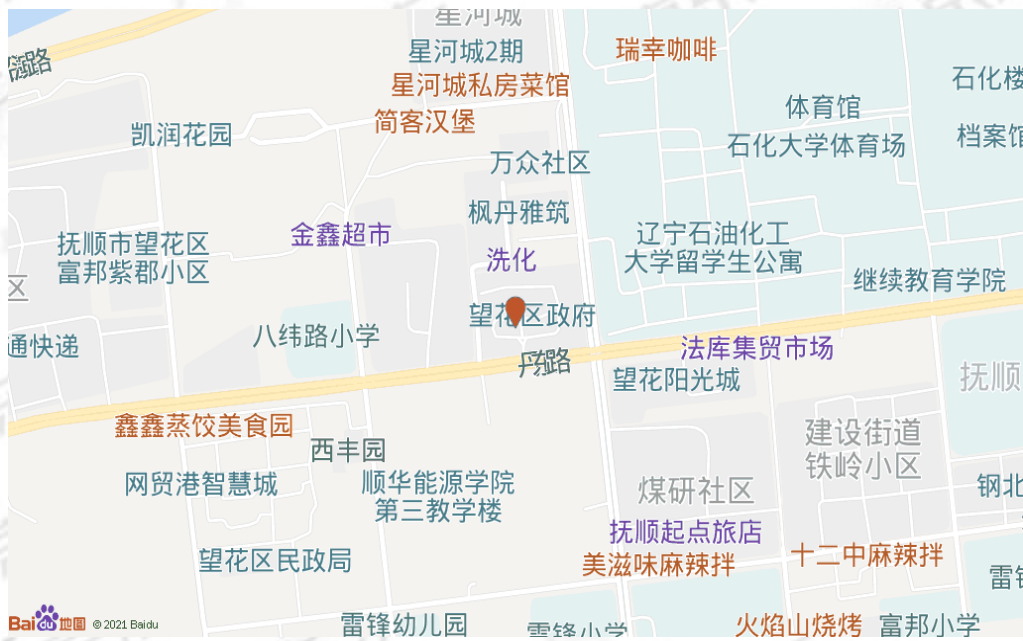 星河城
星河城2期
瑞幸咖啡
星河城私房菜馆
石化楼
体育馆
简客汉堡
凯润花园
档案馆
石化大学体育场
万众社区
枫丹雅筑
金鑫超市
辽宁石油化工
大学留学生公寓
抚顺市望花区
富邦紫郡小区
洗化
继续教育学院
区
望花区政府
八纬路小学
通快递
法库集贸市场
丹东路
望花阳光城
抚顺
鑫鑫蒸饺美食园
西丰园
建设街道
铁岭小区
网贸港智慧城
顺华能源学院
第三教学楼
煤研社区
钢北
抚顺起点旅店
望花区民政局
美滋味麻辣拌
十二中麻辣拌
雷锋幼儿园
雷锋小学
火焰山烧烤
富邦小学
Bai du 地图 © 2021 Baidu